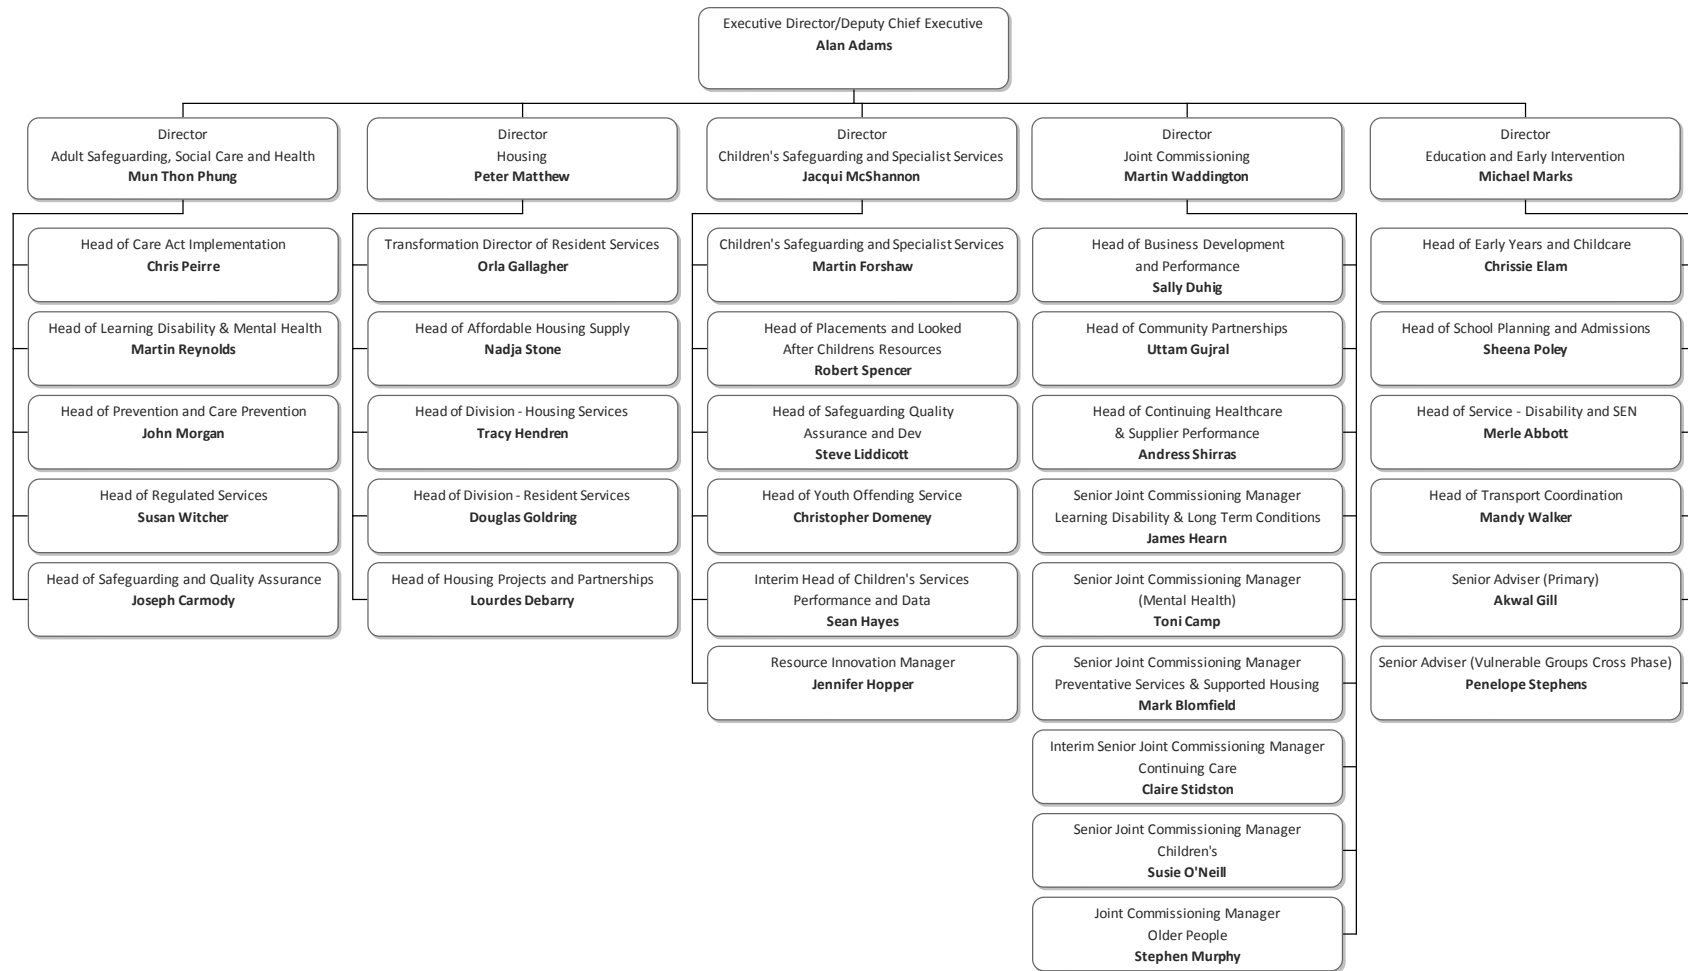 Executive Director/Deputy Chief Executive
Alan Adams
Director
Adult Safeguarding, Social Care and Health
Mun Thon Phung
Head of Care Act Implementation
Chris Peirre
Head of Learning Disability & Mental Health
Martin Reynolds
Head of Prevention and Care Prevention
John Morgan
Head of Regulated Services
Susan Witcher
Head of Safeguarding and Quality Assurance
Joseph Carmody
Director
Housing
Peter Matthew
Transformation Director of Resident Services
Orla Gallagher
Head of Affordable Housing Supply
Nadja Stone
Head of Division - Housing Services
Tracy Hendren
Head of Division - Resident Services
Douglas Goldring
Head of Housing Projects and Partnerships
Lourdes Debarry
Director
Children's Safeguarding and Specialist Services
Jacqui McShannon
Children's Safeguarding and Specialist Services
Martin Forshaw
Head of Placements and Looked
After Childrens Resources
Robert Spencer
Head of Safeguarding Quality
Assurance and Dev
Steve Liddicott
Head of Youth Offending Service
Christopher Domeney
Interim Head of Children's Services
Performance and Data
Sean Hayes
Resource Innovation Manager
Jennifer Hopper
Director
Joint Commissioning
Martin Waddington
Head of Business Development
and Performance
Sally Duhig
Head of Community Partnerships
Uttam Gujral
Head of Continuing Healthcare
& Supplier Performance
Andress Shirras
Senior Joint Commissioning Manager
Learning Disability & Long Term Conditions
James Hearn
Senior Joint Commissioning Manager
(Mental Health)
Toni Camp
Senior Joint Commissioning Manager
Preventative Services & Supported Housing
Mark Blomfield
Interim Senior Joint Commissioning Manager
Continuing Care
Claire Stidston
Senior Joint Commissioning Manager
Children's
Susie O'Neill
Joint Commissioning Manager
Older People
Stephen Murphy
Director
Education and Early Intervention
Michael Marks
Head of Early Years and Childcare
Chrissie Elam
Head of School Planning and Admissions
Sheena Poley
Head of Service - Disability and SEN
Merle Abbott
Head of Transport Coordination
Mandy Walker
Senior Adviser (Primary)
Akwal Gill
Senior Adviser (Vulnerable Groups Cross Phase)
Penelope Stephens